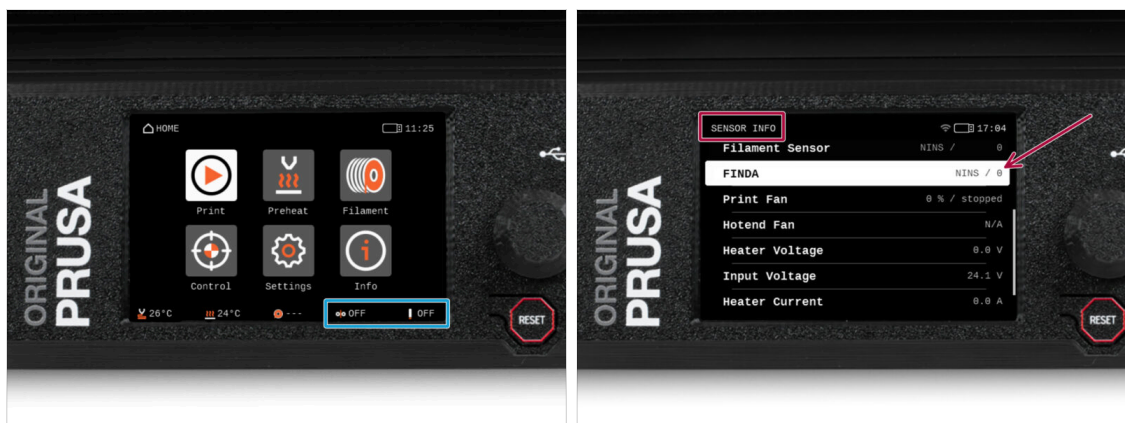 ORIGINAL
PRUSA
HOME
11:25
Print
Preheat
Filament
Control
Settings
Info
26°C
24°C
---
OFF
OFF
RESET
ORIGINAL
PRUSA
SENSOR INFO
17:04
Filament Sensor NINS / 0
FINDA NINS / 0
Print Fan 0 % / stopped
Hotend Fan N/A
Heater Voltage 0.0 V
Input Voltage 24.1 V
Heater Current 0.0 A
RESET